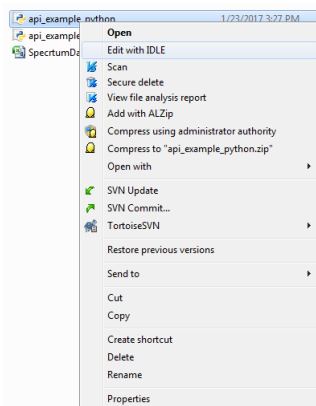 api_example_python 1/23/2017 3:27 PM
api_example
SpecrtumDa
Open
Edit with IDLE
Scan
Secure delete
View file analysis report
Add with ALZip
Compress using administrator authority
Compress to "api_example_python.zip"
Open with
SVN Update
SVN Commit...
TortoiseSVN
Restore previous versions
Send to
Cut
Copy
Create shortcut
Delete
Rename
Properties